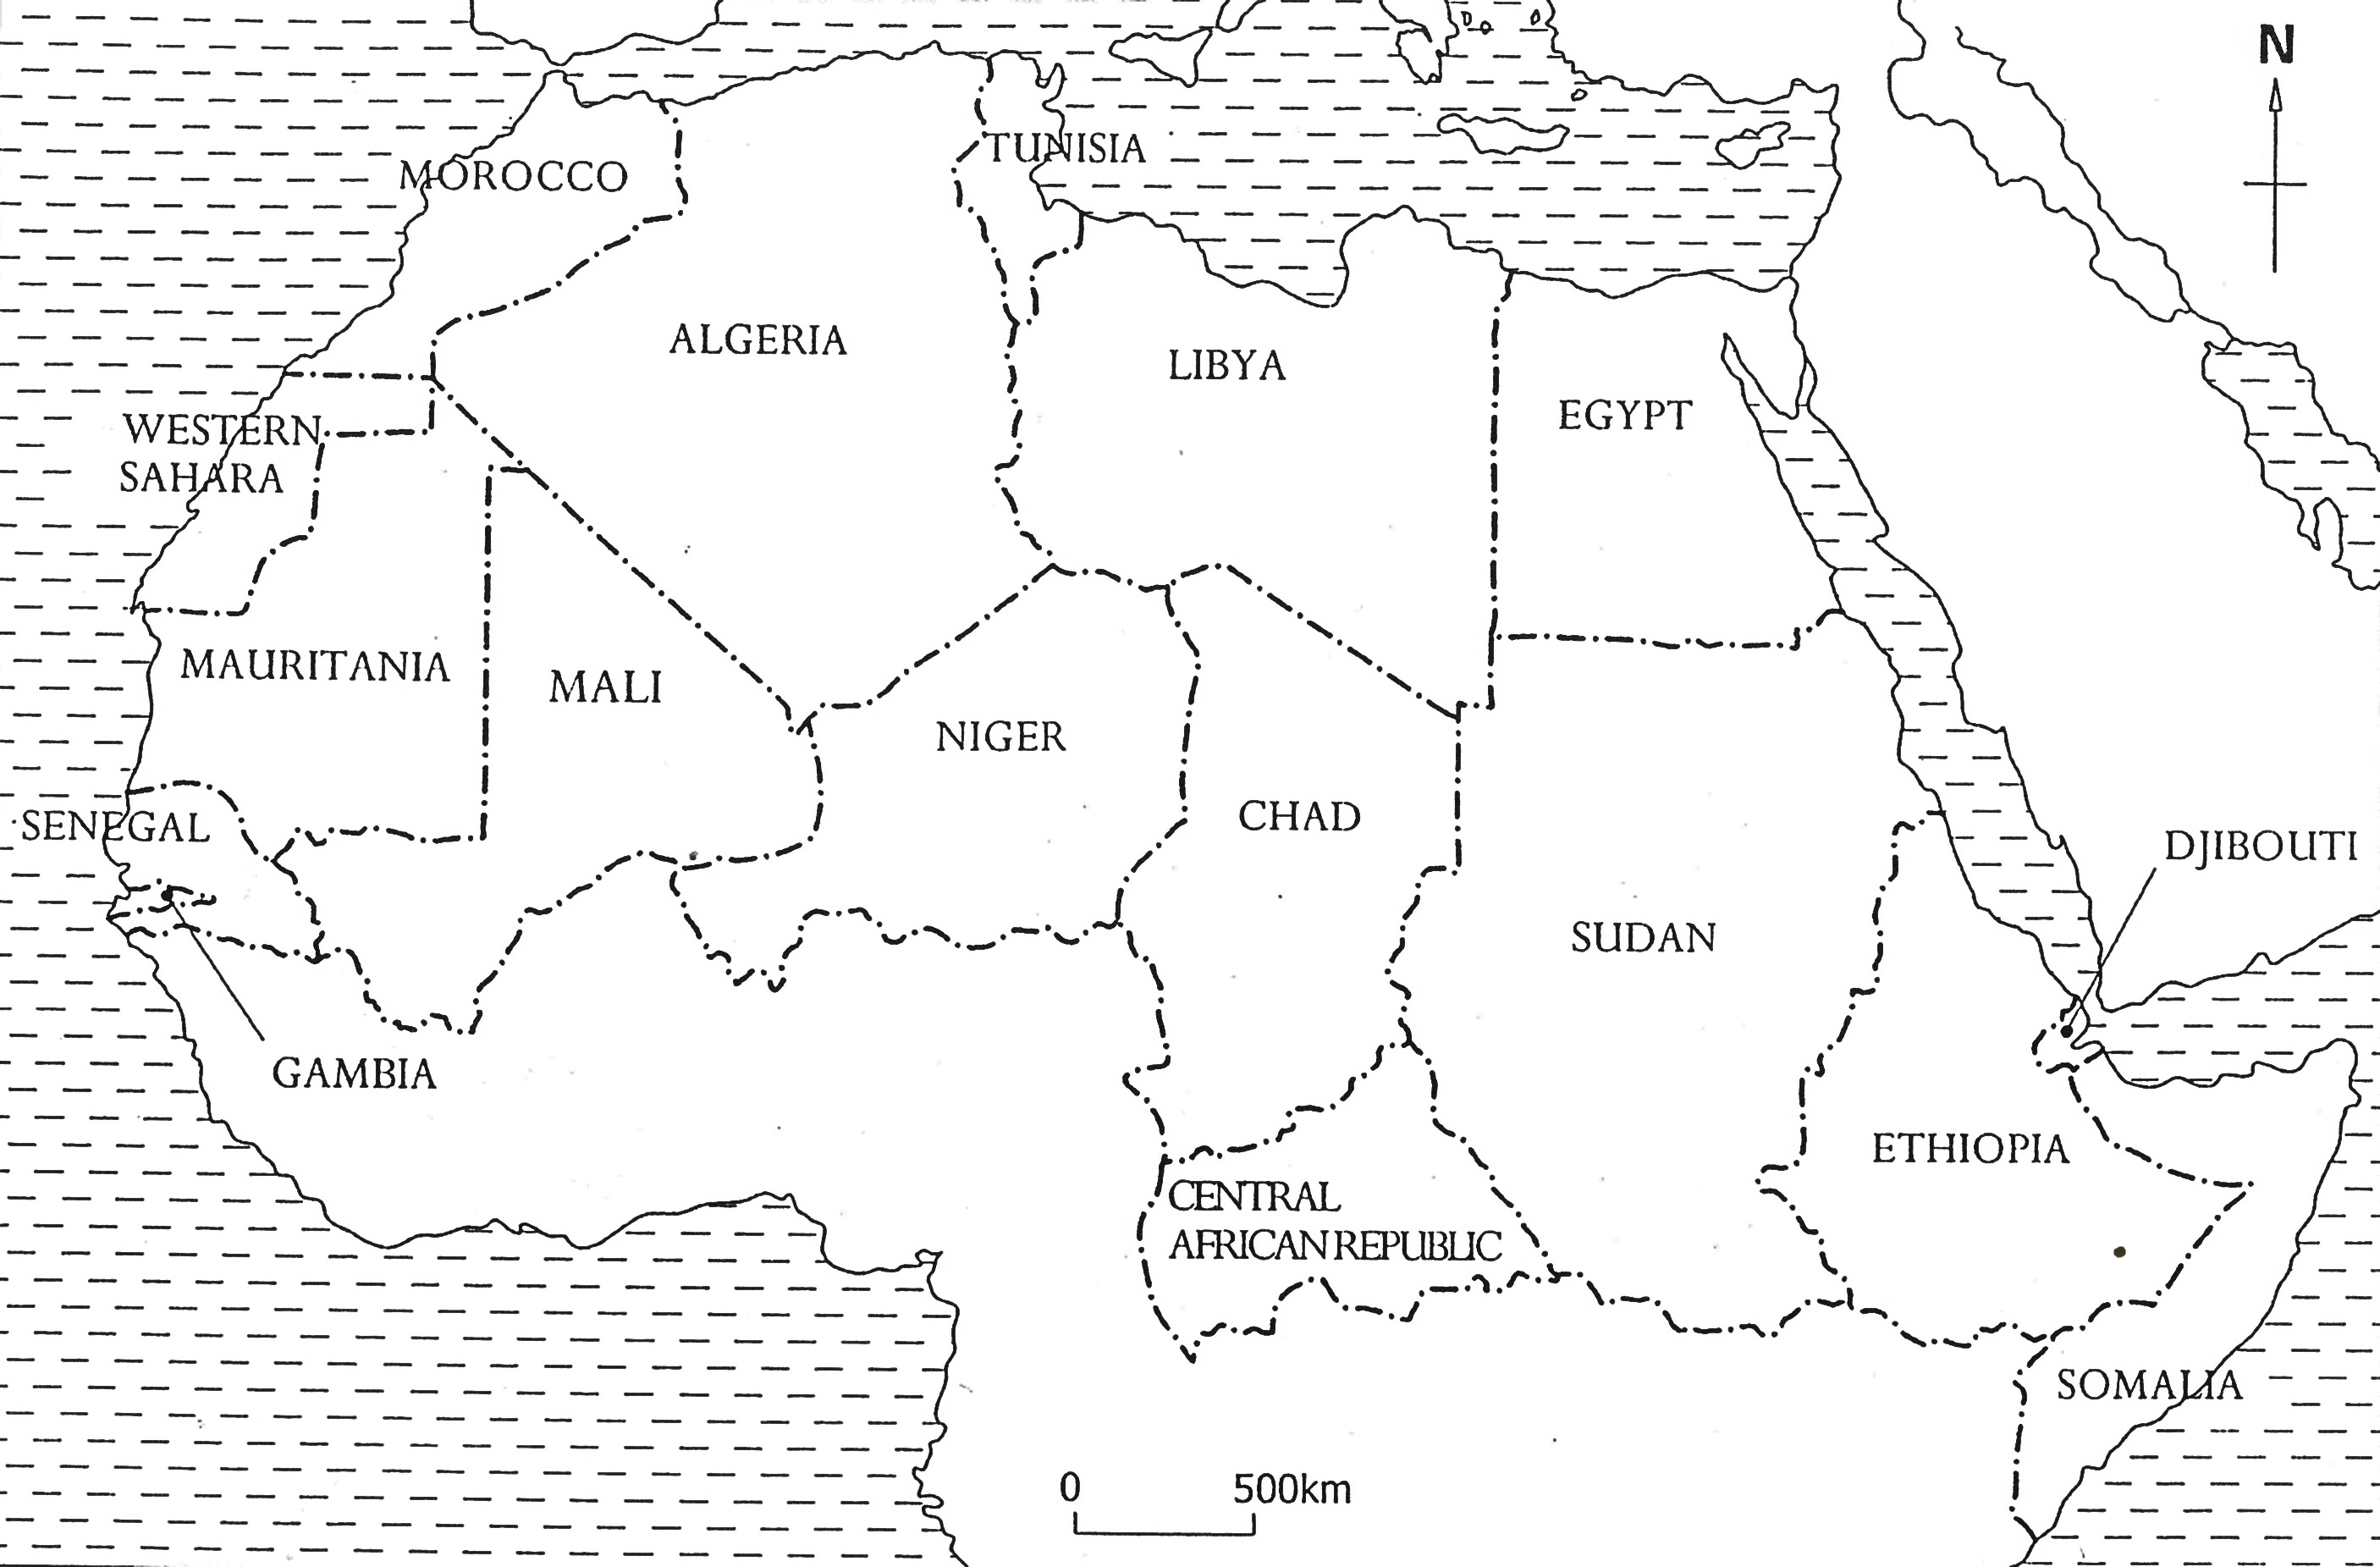 N
TUNISIA
MOROCCO
ALGERIA
LIBYA
EGYPT
WESTERN
SAHARA
MAURITANIA
MALI
NIGER
CHAD
SENEGAL
DJIBOUTI
SUDAN
GAMBIA
ETHIOPIA
CENTRAL
AFRICAN REPUBLIC
SOMALIA
0 500km